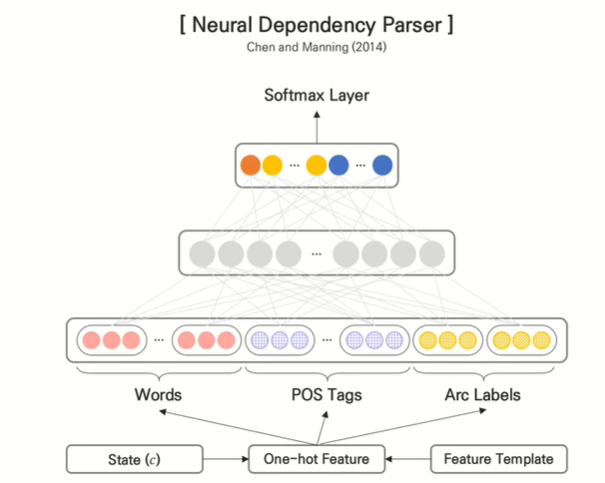 [ Neural Dependency Parser ]
Chen and Manning (2014)
Softmax Layer
... ...
...
... ...
Words POS Tags Arc Labels
State (c) One-hot Feature Feature Template